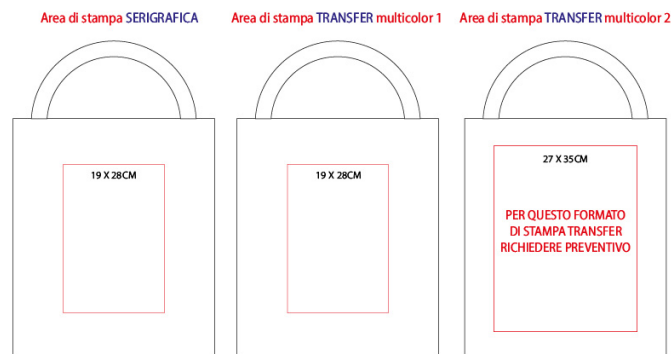 Area di stampa SERIGRAFICA
Area di stampa TRANSFER multicolor 1
Area di stampa TRANSFER multicolor 2
19 X 28CM
19 X 28CM
27 X 35CM
PER QUESTO FORMATO
DI STAMPA TRANSFER
RICHIEDERE PREVENTIVO